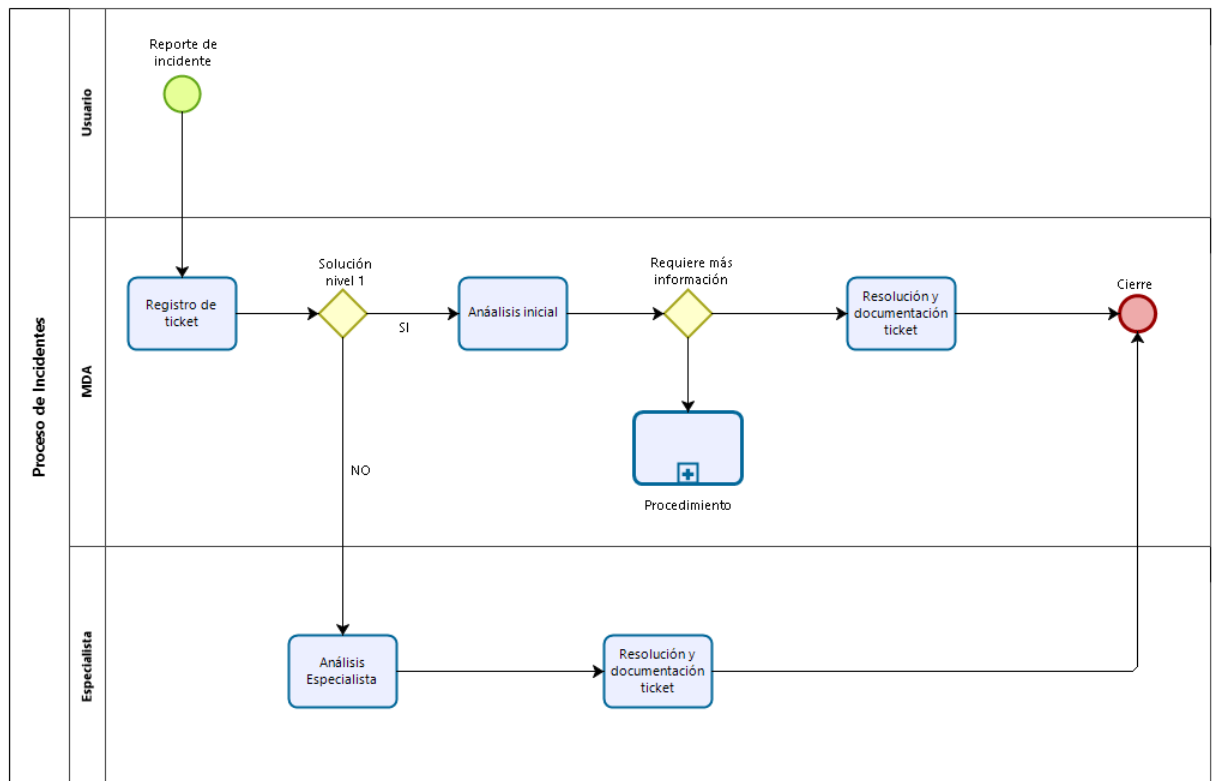 Proceso de Incidentes
Usuario
Reporte de
incidente
MDA
Registro de
ticket
Solución
nivel 1
SI
NO
Anáalisis inicial
Requiere más
información
Procedimiento
Resolución y
documentación
ticket
Cierre
Especialista
Análisis
Especialista
Resolución y
documentación
ticket